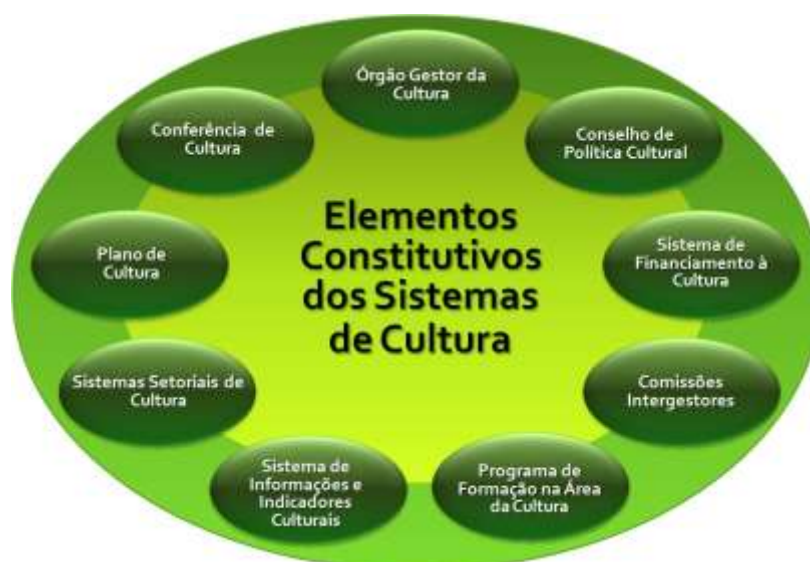 Órgão Gestor da
Cultura
Conferência de
Cultura
Conselho de
Política Cultural
Elementos
Constitutivos
dos Sistemas
de Cultura
Plano de
Cultura
Sistema de
Financiamento à
Cultura
Sistemas Setoriais de
Cultura
Comissões
Intergestores
Sistema de
Informações e
Indicadores
Culturais
Programa de
Formação na Área
da Cultura